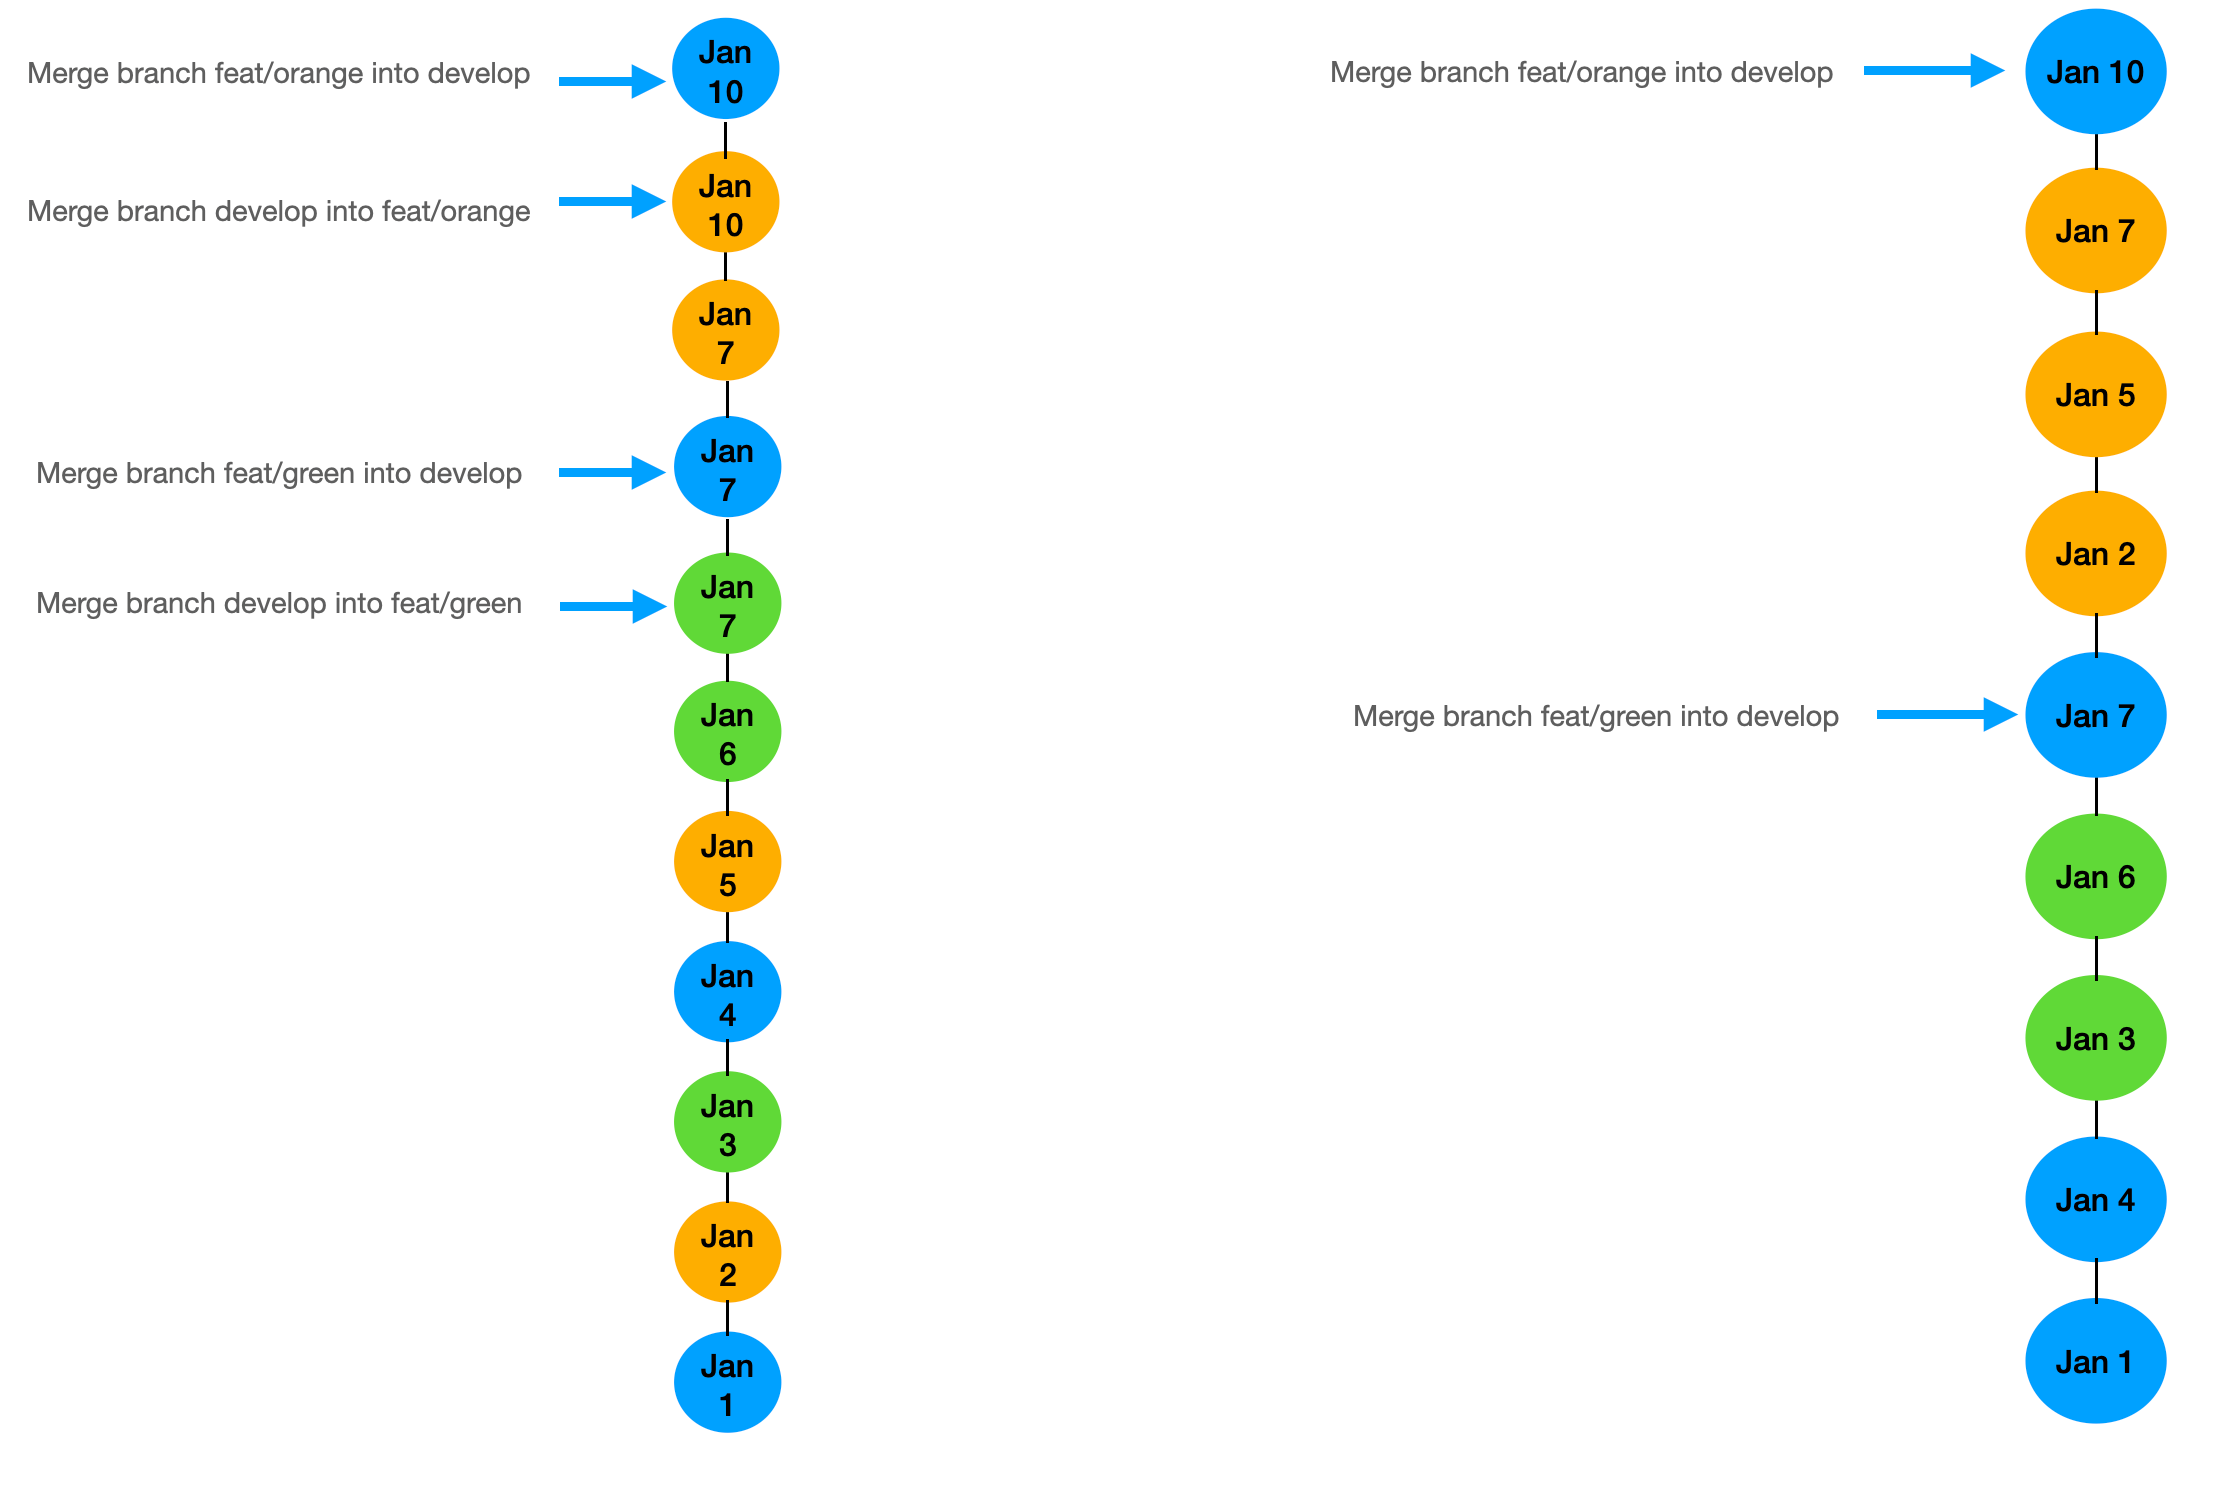 Merge branch feat/orange into develop
Jan
10
Merge branch develop into feat/orange
Jan
10
Jan
7
Merge branch feat/green into develop
Jan
7
Merge branch develop into feat/green
Jan
7
Jan
6
Jan
5
Jan
4
Jan
3
Jan
2
Jan
1
Merge branch feat/orange into develop
Jan 10
Jan 7
Jan 5
Jan 2
Merge branch feat/green into develop
Jan 7
Jan 6
Jan 3
Jan 4
Jan 1